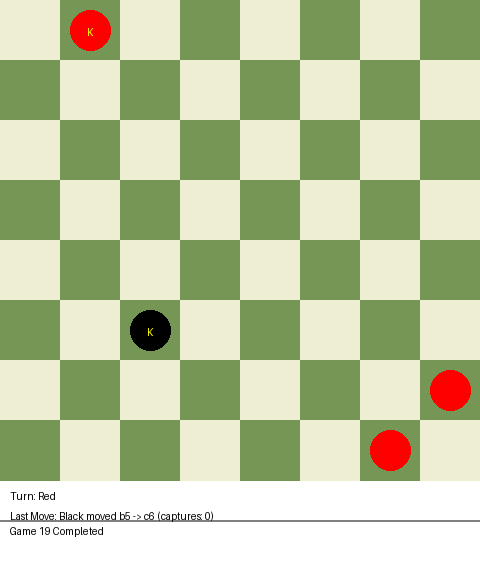 K
K
Turn: Red
Last Move: Black moved b5 -> c6 (captures: 0)
Game 19 Completed